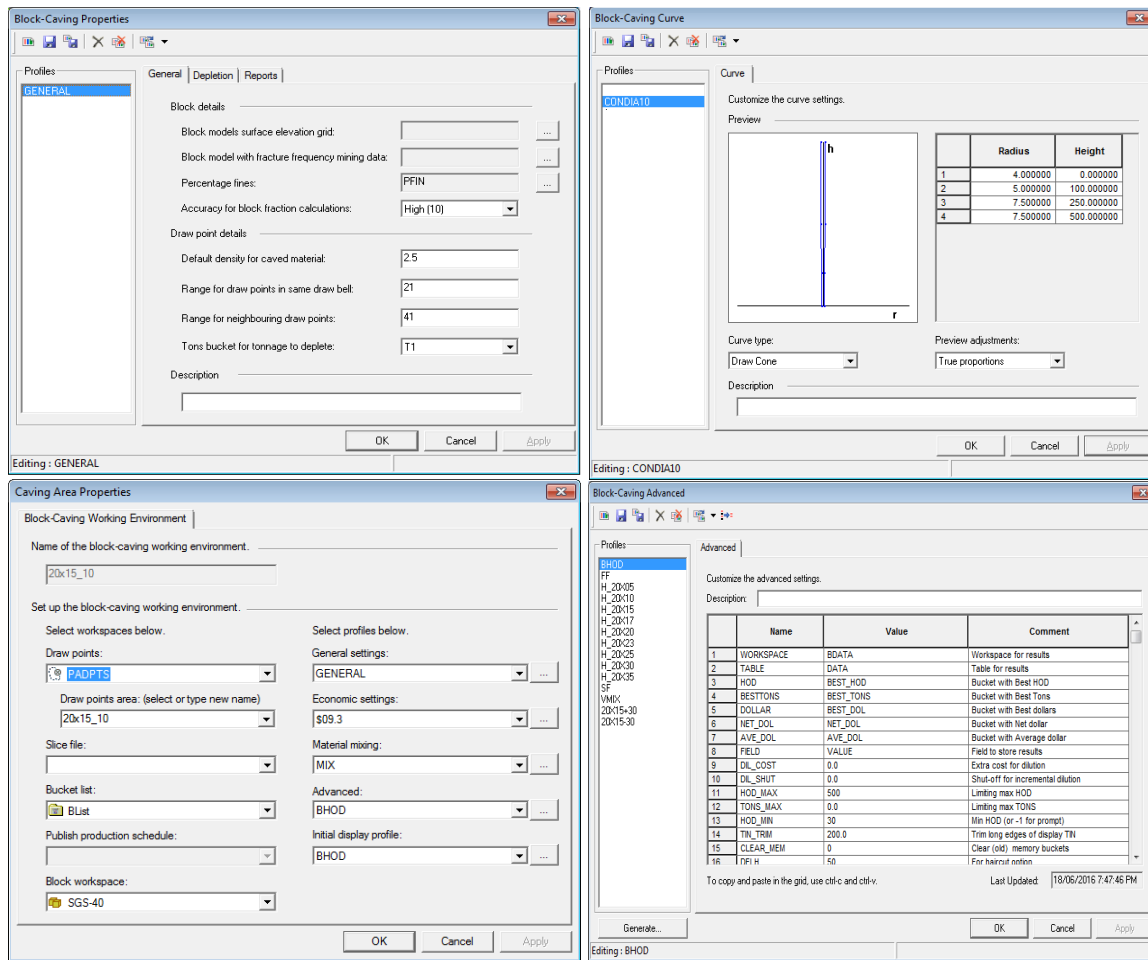 Block-Caving Properties
Profiles
GENERAL
General Depletion Reports
Block details
Block models surface elevation grid: ...
Block model with fracture frequency mining data: ...
Percentage fines: PFIN ...
Accuracy for block fraction calculations: High (10)
Draw point details
Default density for caved material: 2.5
Range for draw points in same draw bell: 21
Range for neighbouring draw points: 41
Tons bucket for tonnage to deplete: T1
Description
OK Cancel Apply
Editing : GENERAL
Block-Caving Curve
Profiles
CONDIA10
Curve
Customize the curve settings.
Preview
h
r
Radius Height
1 4.000000 0.000000
2 5.000000 100.000000
3 7.500000 250.000000
4 7.500000 500.000000
Curve type: Preview adjustments:
Draw Cone True proportions
Description
OK Cancel Apply
Editing : CONDIA10
Caving Area Properties
Block-Caving Working Environment
Name of the block-caving working environment.
20x15_10
Set up the block-caving working environment.
Select workspaces below. Select profiles below.
Draw points: General settings:
PADPTS GENERAL ...
Draw points area: (select or type new name) Economic settings:
20x15_10 $09.3 ...
Slice file: Material mixing:
MIX ...
Bucket list: Advanced:
BList BHOD ...
Publish production schedule: Initial display profile:
BHOD ...
Block workspace:
SGS-40
OK Cancel Apply
Block-Caving Advanced
Profiles
BHOD
FF
H_20X05
H_20X10
H_20X15
H_20X17
H_20X20
H_20X23
H_20X25
H_20X30
H_20X35
SF
VMIX
20X15+30
20X15-30
Advanced
Customize the advanced settings.
Description:
Name Value Comment
1 WORKSPACE BDATA Workspace for results
2 TABLE DATA Table for results
3 HOD BEST_HOD Bucket with Best HOD
4 BESTTONS BEST_TONS Bucket with Best Tons
5 DOLLAR BEST_DOL Bucket with Best dollars
6 NET_DOL NET_DOL Bucket with Net dollar
7 AVE_DOL AVE_DOL Bucket with Average dollar
8 FIELD VALUE Field to store results
9 DIL_COST 0.0 Extra cost for dilution
10 DIL_SHUT 0.0 Shut-off for incremental dilution
11 HOD_MAX 500 Limiting max HOD
12 TONS_MAX 0.0 Limiting max TONS
13 HOD_MIN 30 Min HOD (or -1 for prompt)
14 TIN_TRIM 200.0 Trim long edges of display TIN
15 CLEAR_MEM 0 Clear (old) memory buckets
16 DELH 50 For haircut option
To copy and paste in the grid, use ctrl-c and ctrl-v. Last Updated: 18/06/2016 7:47:46 PM
Generate... OK Cancel Apply
Editing : BHOD